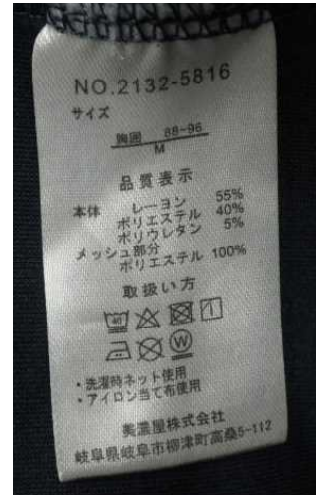 NO.2132-5816
サイズ
胸囲 88-96
M
品質表示
本体 レーヨン 55%
ポリエステル 40%
ポリウレタン 5%
メッシュ部分
ポリエステル 100%
取扱い方
40
W
・洗濯時ネット使用
・アイロン当て布使用
美濃屋株式会社
岐阜県岐阜市柳津町高桑5-112